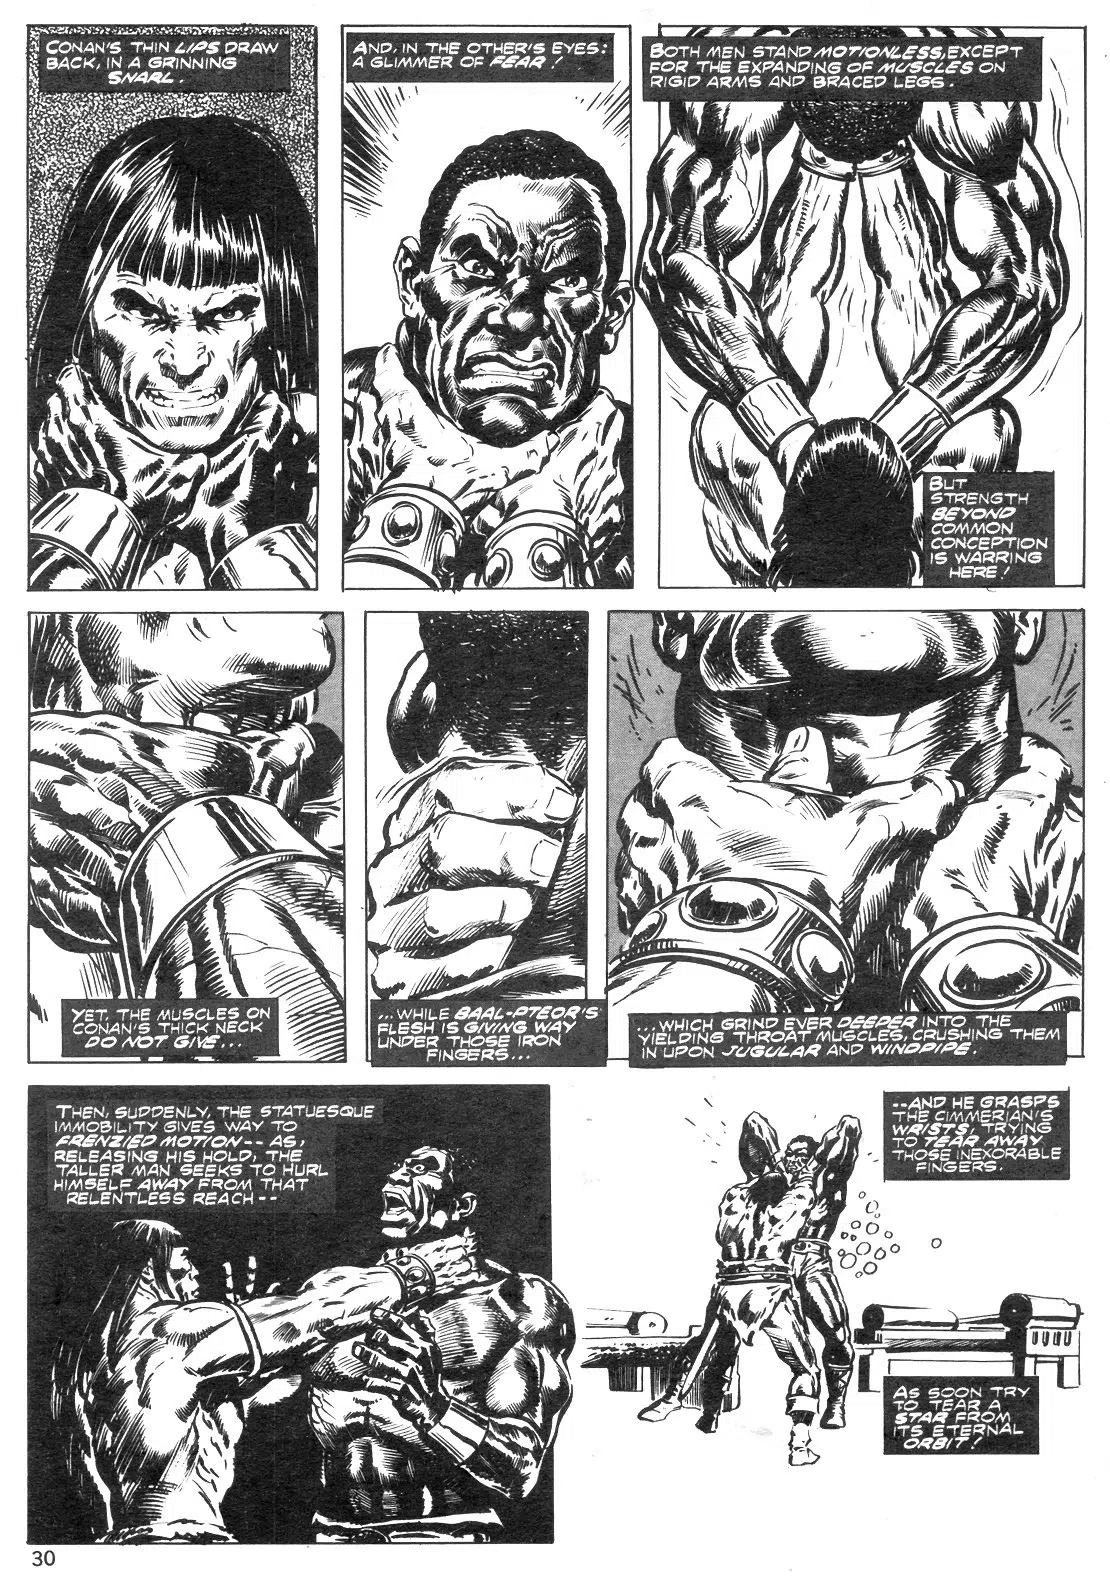 CONAN'S THIN LIPS DRAW
BACK, IN A GRINNING
SNARL.
AND, IN THE OTHER'S EYES:
A GLIMMER OF FEAR!
BOTH MEN STAND MOTIONLESS, EXCEPT
FOR THE EXPANDING OF MUSCLES ON
RIGID ARMS AND BRACED LEGS.
BUT
STRENGTH
BEYOND
COMMON
CONCEPTION
IS WARRING
HERE!
YET, THE MUSCLES ON
CONAN'S THICK NECK
DO NOT GIVE...
...WHILE BAAL-PTEOR'S
FLESH IS GIVING WAY
UNDER THOSE IRON
FINGERS...
...WHICH GRIND EVER DEEPER INTO THE
YIELDING THROAT MUSCLES, CRUSHING THEM
IN UPON JUGULAR AND WINDPIPE.
THEN, SUDDENLY, THE STATUESQUE
IMMOBILITY GIVES WAY TO
FRENZIED MOTION-- AS,
RELEASING HIS HOLD, THE
TALLER MAN SEEKS TO HURL
HIMSELF AWAY FROM THAT
RELENTLESS REACH--
--AND HE GRASPS
THE CIMMERIAN'S
WRISTS, TRYING
TO TEAR AWAY
THOSE INEXORABLE
FINGERS.
AS SOON TRY
TO TEAR A
STAR FROM
ITS ETERNAL
ORBIT!
30